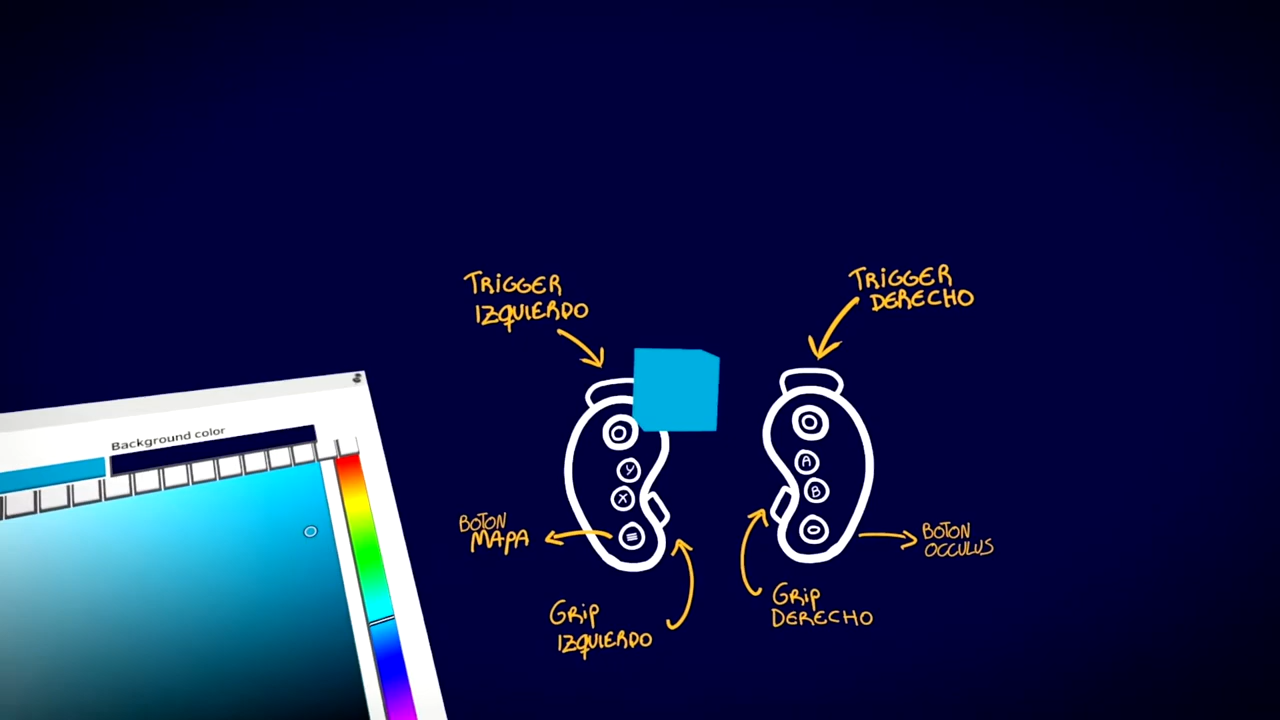 TRIGGER
IZQUIERDO
TRIGGER
DERECHO
Background color
Y
X
A
B
BOTON
MAPA
BOTON
OCCULUS
GRIP
IZQUIERDO
GRIP
DERECHO